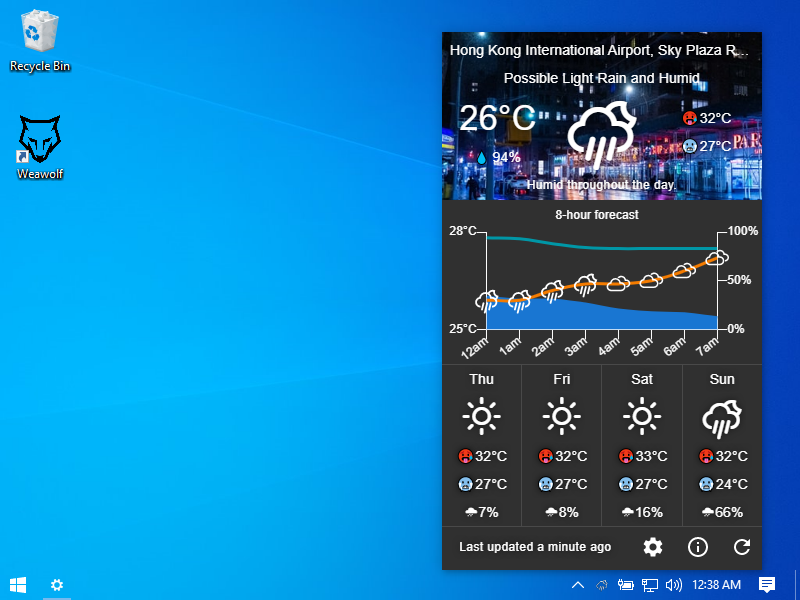 Recycle Bin
Weawolf
Hong Kong International Airport, Sky Plaza R...
Possible Light Rain and Humid
26°C
32°C
94%
27°C
Humid throughout the day.
8-hour forecast
28°C
100%
50%
25°C
0%
12am 1am 2am 3am 4am 5am 6am 7am
Thu Fri Sat Sun
32°C 32°C 33°C 32°C
27°C 27°C 27°C 24°C
7% 8% 16% 66%
Last updated a minute ago
12:38 AM